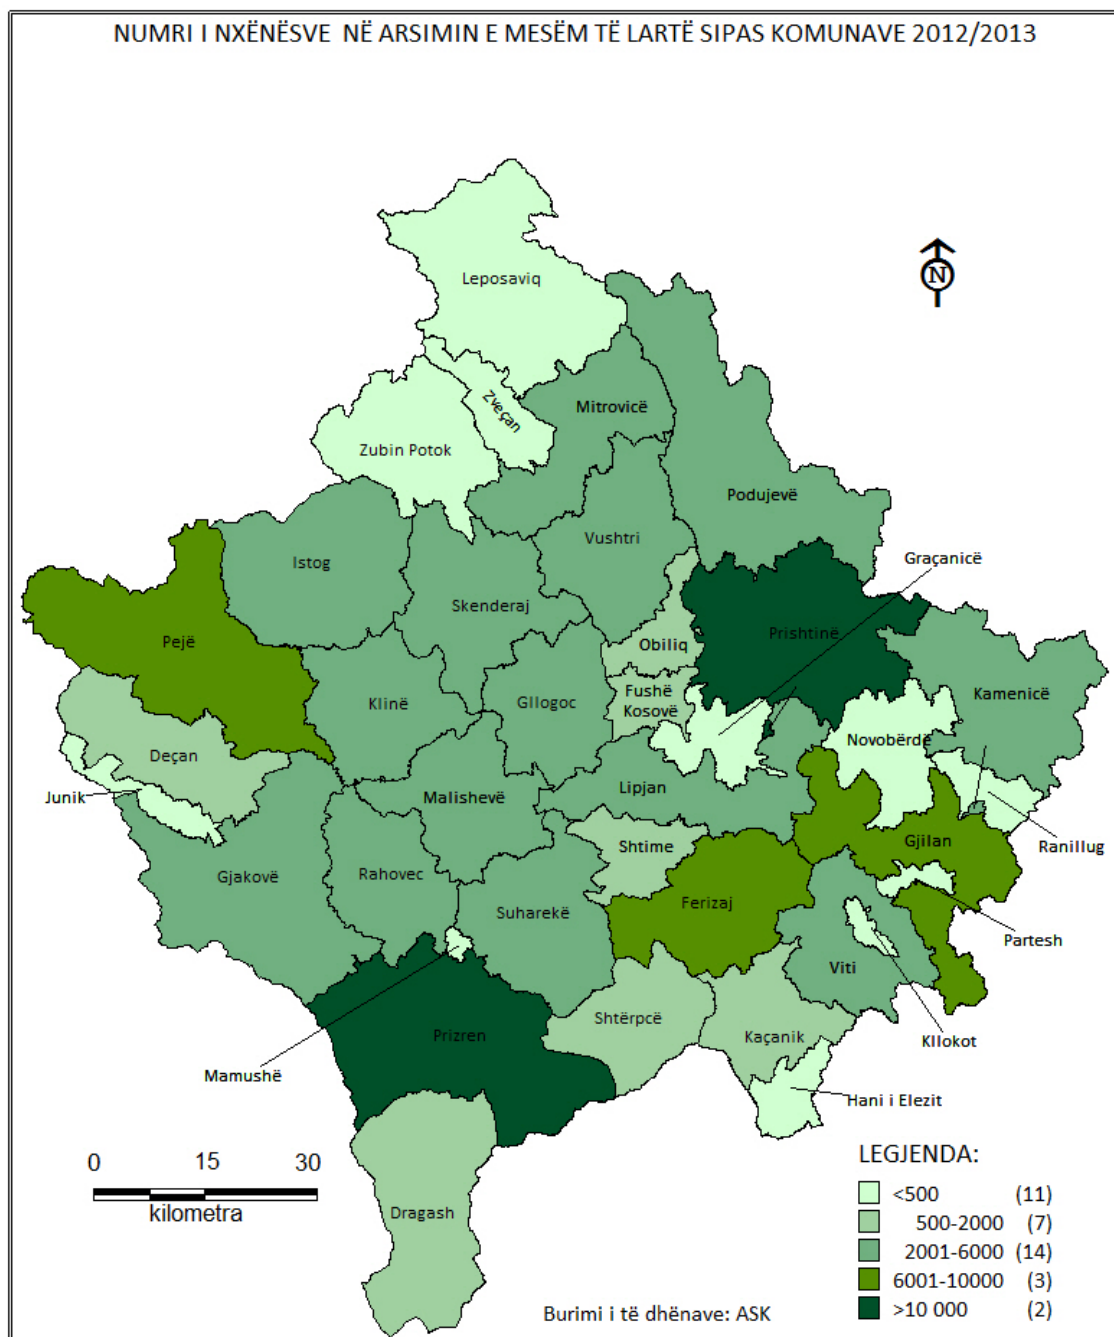 NUMRI I NXËNËSVE NË ARSIMIN E MESËM TË LARTË SIPAS KOMUNAVE 2012/2013
Leposaviq
N
Zveçan
Mitrovicë
Zubin Potok
Podujevë
Vushtri
Graçanicë
Istog
Skenderaj
Prishtinë
Pejë
Obiliq
Kamenicë
Fushë
Kosovë
Klinë
Gllogoc
Novobërdë
Deçan
Junik
Malishevë
Lipjan
Ranillug
Gjilan
Shtime
Gjakovë
Rahovec
Ferizaj
Suharekë
Partesh
Viti
Shtërpcë
Kaçanik
Prizren
Kllokot
Mamushë
Hani i Elezit
Dragash
0 15 30
kilometra
LEGJENDA:
<500 (11)
500-2000 (7)
2001-6000 (14)
6001-10000 (3)
>10 000 (2)
Burimi i të dhënave: ASK